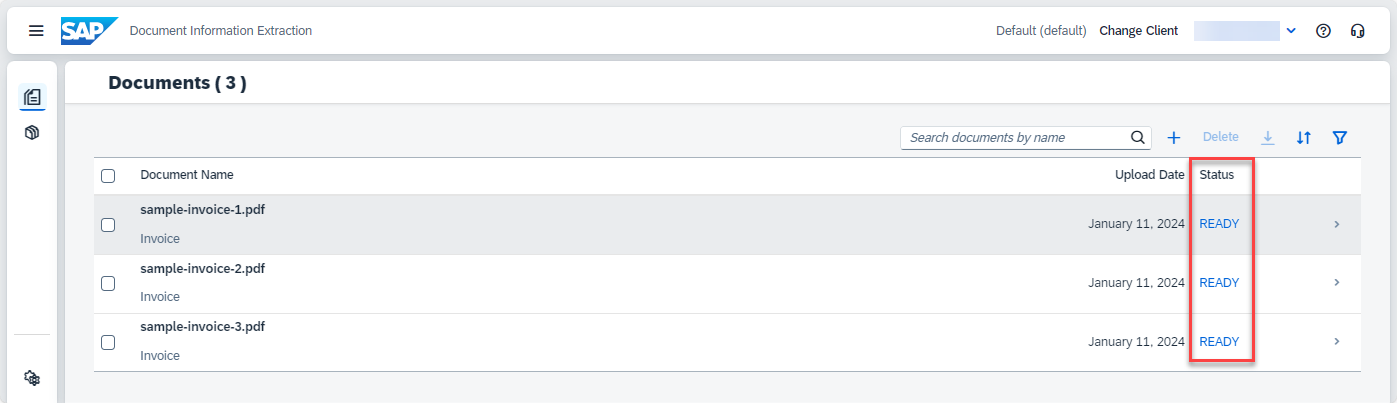 SAP Document Information Extraction Default (default) Change Client
Documents ( 3 )
Search documents by name Delete
Document Name Upload Date Status
sample-invoice-1.pdf
Invoice January 11, 2024 READY
sample-invoice-2.pdf
Invoice January 11, 2024 READY
sample-invoice-3.pdf
Invoice January 11, 2024 READY